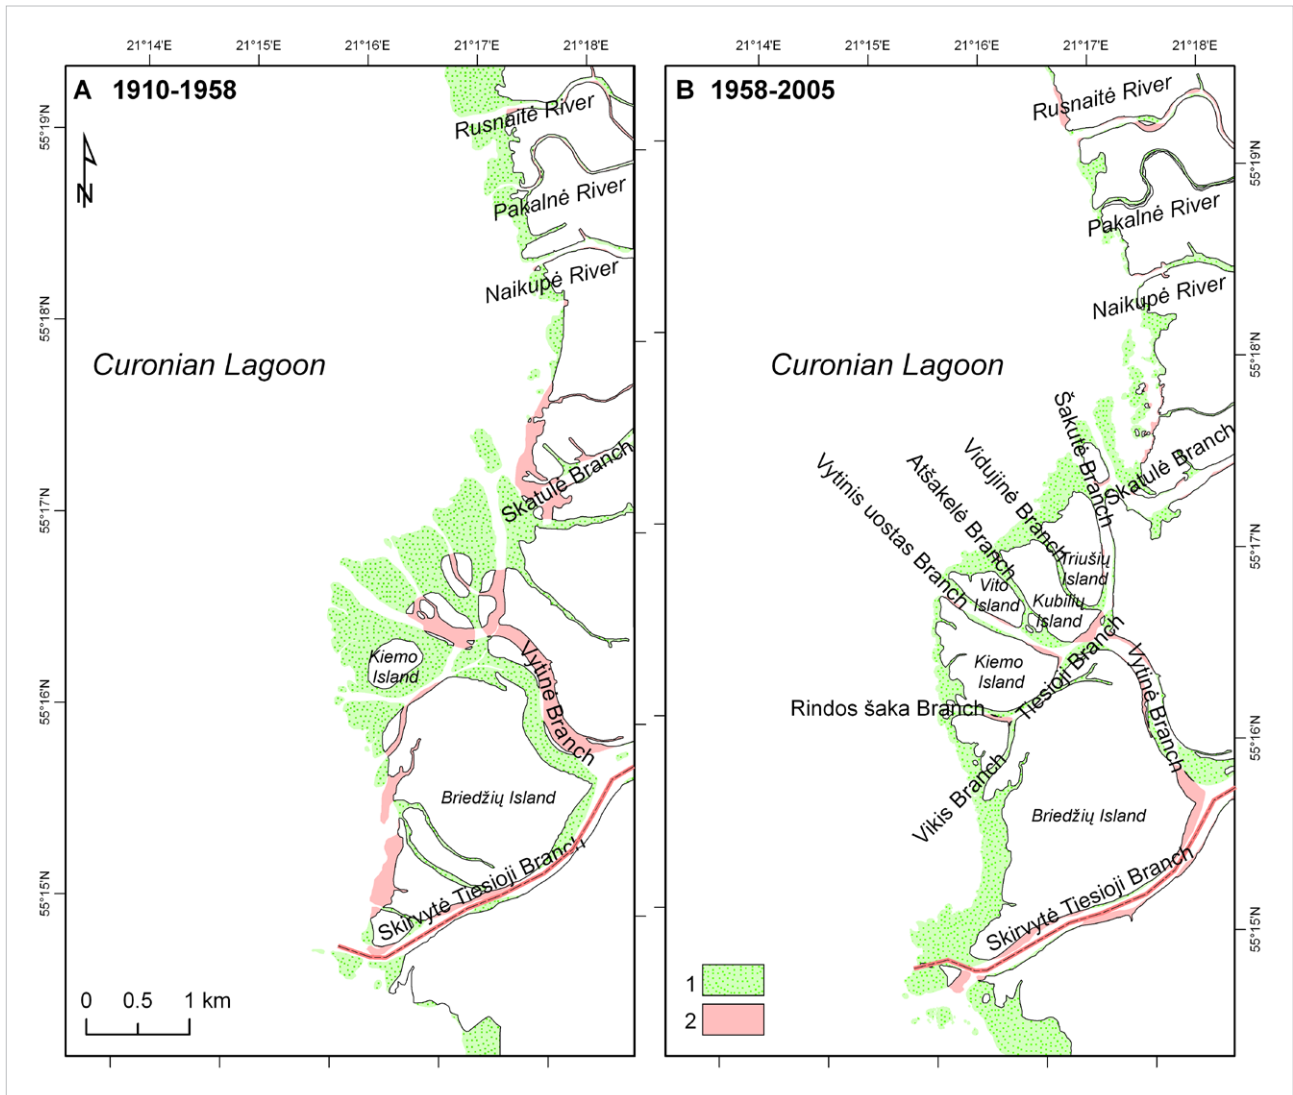 21°14'E 21°15'E 21°16'E 21°17'E 21°18'E
21°14'E 21°15'E 21°16'E 21°17'E 21°18'E
A 1910-1958
55°19'N
55°18'N
55°17'N
55°16'N
55°15'N
N
Rusnaitė River
Pakalnė River
Naikupė River
Curonian Lagoon
Skatulė Branch
Kiemo
Island
Vytinė Branch
Briedžių Island
Skirvytė Tiesioji Branch
0 0.5 1 km
B 1958-2005
Rusnaitė River
Pakalnė River
Naikupė River
Curonian Lagoon
Šakutė Branch
Skatulė Branch
Vidujinė Branch
Atšakelė Branch
Vytinis uostas Branch
Triušių
Island
Vito
Island
Kubilių
Island
Kiemo
Island
Tiesioji Branch
Vytinė Branch
Rindos šaka Branch
Vikis Branch
Briedžių Island
Skirvytė Tiesioji Branch
1
2
55°19'N
55°18'N
55°17'N
55°16'N
55°15'N